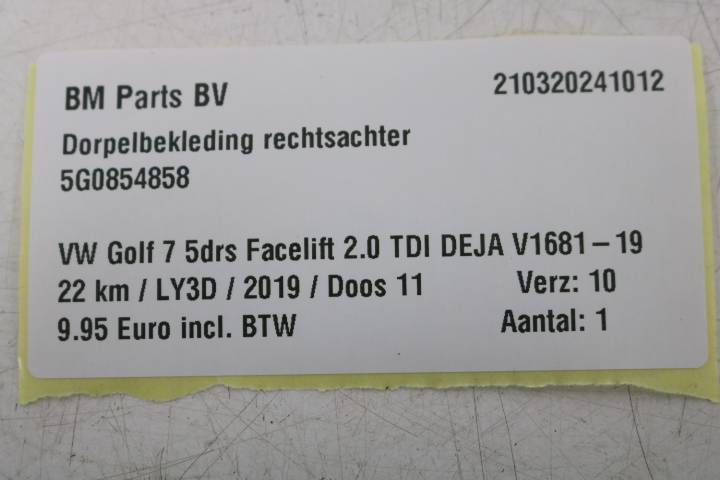 BM Parts BV 210320241012
Dorpelbekleding rechtsachter
5G0854858
VW Golf 7 5drs Facelift 2.0 TDI DEJA V1681-19
22 km / LY3D / 2019 / Doos 11 Verz: 10
9.95 Euro incl. BTW Aantal: 1